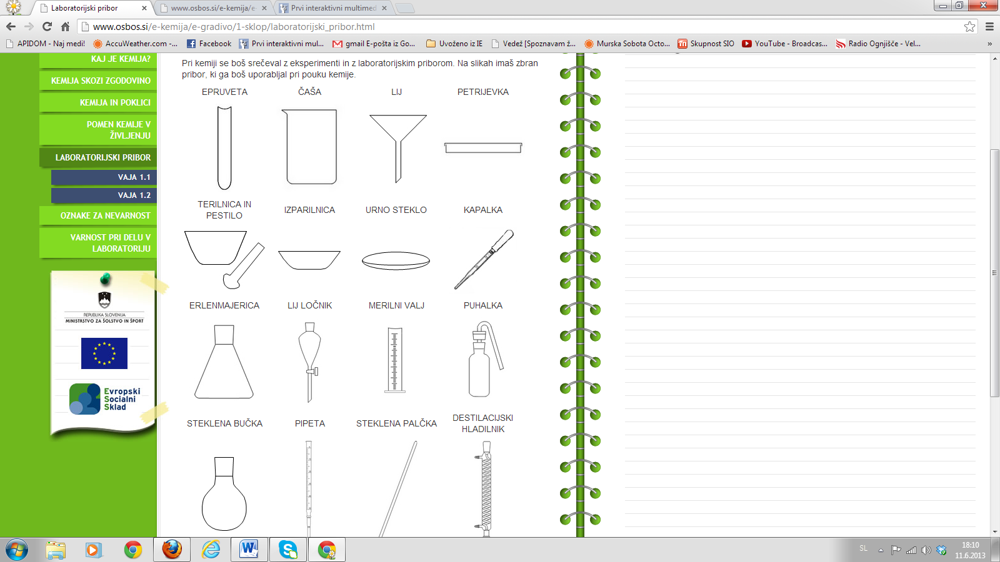 Laboratorijski pribor
www.osbos.si/e-kemija/e-
Prvi interaktivni multimed
www.osbos.si/e-kemija/e-gradivo/1-sklop/laboratorijski_pribor.html
APIDOM - Naj medi!
AccuWeather.com -...
Facebook
Prvi interaktivni mul...
gmail E-pošta iz Go...
Uvoženo iz IE
Vedež [Spoznavam ž...
Murska Sobota Octo...
Skupnost SIO
YouTube - Broadcas...
Radio Ognjišče - Vel...
»
KAJ JE KEMIJA?
KEMIJA SKOZI ZGODOVINO
KEMIJA IN POKLICI
POMEN KEMIJE V
ŽIVLJENJU
LABORATORIJSKI PRIBOR
VAJA 1.1
VAJA 1.2
OZNAKE ZA NEVARNOST
VARNOST PRI DELU V
LABORATORIJU
REPUBLIKA SLOVENIJA
MINISTRSTVO ZA ŠOLSTVO IN ŠPORT
Evropski
Socialni
Sklad
Pri kemiji se boš srečeval z eksperimenti in z laboratorijskim priborom. Na slikah imaš zbran
pribor, ki ga boš uporabljal pri pouku kemije.
EPRUVETA
ČAŠA
LIJ
PETRIJEVKA
TERILNICA IN
PESTILO
IZPARILNICA
URNO STEKLO
KAPALKA
ERLENMAJERICA
LIJ LOČNIK
MERILNI VALJ
PUHALKA
STEKLENA BUČKA
PIPETA
STEKLENA PALČKA
DESTILACIJSKI
HLADILNIK
SL
18:10
11.6.2013